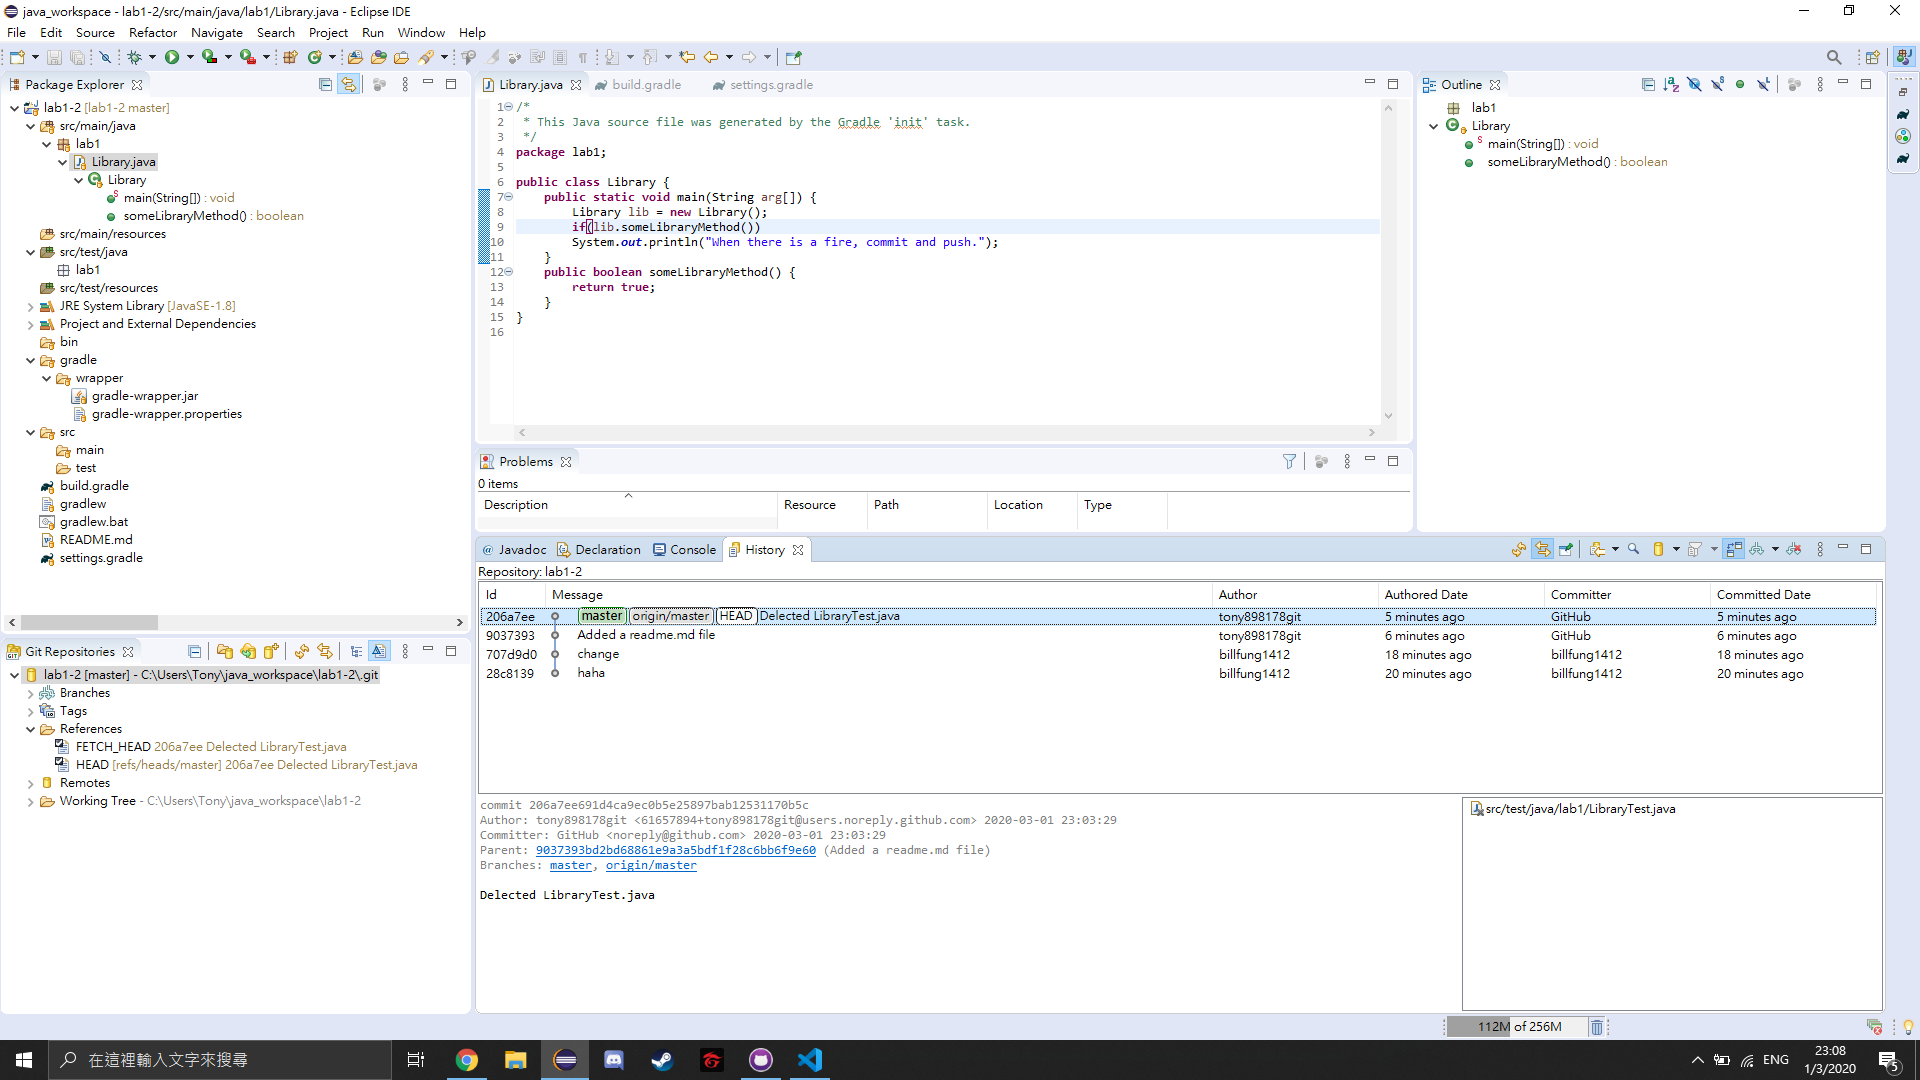 java_workspace - lab1-2/src/main/java/lab1/Library.java - Eclipse IDE
File Edit Source Refactor Navigate Search Project Run Window Help
Package Explorer
lab1-2 [lab1-2 master]
src/main/java
lab1
Library.java
Library
main(String[]) : void
someLibraryMethod() : boolean
src/main/resources
src/test/java
lab1
src/test/resources
JRE System Library [JavaSE-1.8]
Project and External Dependencies
bin
gradle
wrapper
gradle-wrapper.jar
gradle-wrapper.properties
src
main
test
build.gradle
gradlew
gradlew.bat
README.md
settings.gradle
Library.java build.gradle settings.gradle
1 /*
2 * This Java source file was generated by the Gradle 'init' task.
3 */
4 package lab1;
5
6 public class Library {
7 public static void main(String arg[]) {
8 Library lib = new Library();
9 if(lib.someLibraryMethod())
10 System.out.println("When there is a fire, commit and push.");
11 }
12 public boolean someLibraryMethod() {
13 return true;
14 }
15 }
16
Outline
lab1
Library
main(String[]) : void
someLibraryMethod() : boolean
Problems
0 items
Description Resource Path Location Type
Javadoc Declaration Console History
Repository: lab1-2
Id Message Author Authored Date Committer Committed Date
206a7ee master origin/master HEAD Delected LibraryTest.java tony898178git 5 minutes ago GitHub 5 minutes ago
9037393 Added a readme.md file tony898178git 6 minutes ago GitHub 6 minutes ago
707d9d0 change billfung1412 18 minutes ago billfung1412 18 minutes ago
28c8139 haha billfung1412 20 minutes ago billfung1412 20 minutes ago
commit 206a7ee691d4ca9ec0b5e25897bab12531170b5c
Author: tony898178git <61657894+tony898178git@users.noreply.github.com> 2020-03-01 23:03:29
Committer: GitHub <noreply@github.com> 2020-03-01 23:03:29
Parent: 9037393bd2bd68861e9a3a5bdf1f28c6bb6f9e60 (Added a readme.md file)
Branches: master, origin/master
Delected LibraryTest.java
src/test/java/lab1/LibraryTest.java
Git Repositories
lab1-2 [master] - C:\Users\Tony\java_workspace\lab1-2\.git
Branches
Tags
References
FETCH_HEAD 206a7ee Delected LibraryTest.java
HEAD [refs/heads/master] 206a7ee Delected LibraryTest.java
Remotes
Working Tree - C:\Users\Tony\java_workspace\lab1-2
112M of 256M
在這裡輸入文字來搜尋
ENG
23:08
1/3/2020
5